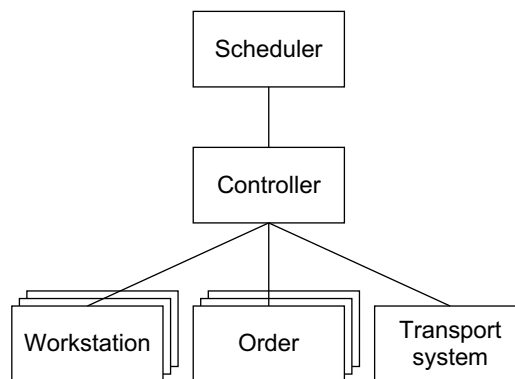 Scheduler
Controller
Workstation
Order
Transport
system